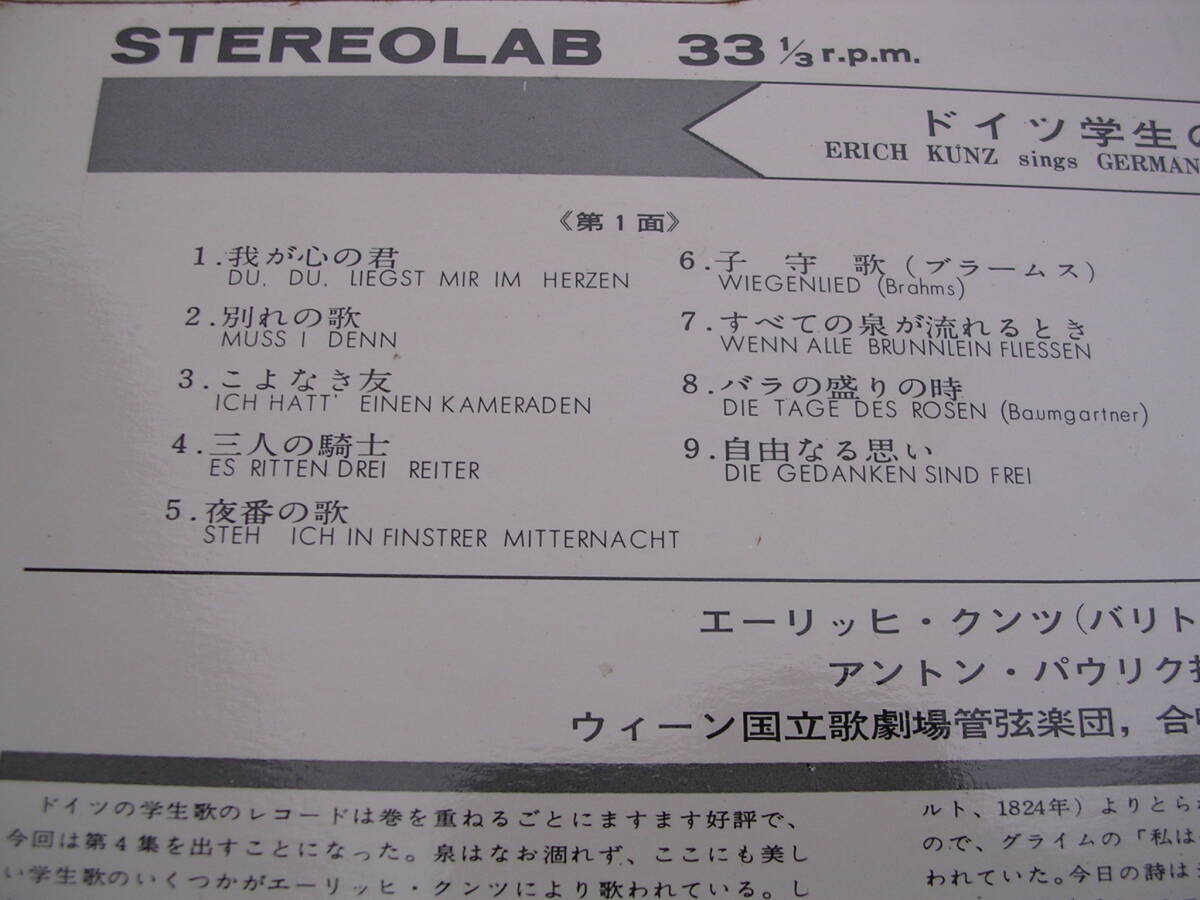 STEREOLAB 33 1/3 r.p.m.
ドイツ学生の
ERICH KUNZ sings GERMAN
《第1面》
1.我が心の君
DU, DU, LIEGST MIR IM HERZEN
2.別れの歌
MUSS I DENN
3.こよなき友
ICH HATT' EINEN KAMERADEN
4.三人の騎士
ES RITTEN DREI REITER
5.夜番の歌
STEH ICH IN FINSTRER MITTERNACHT
6.子守歌(ブラームス)
WIEGENLIED (Brahms)
7.すべての泉が流れるとき
WENN ALLE BRUNNLEIN FLIESSEN
8.バラの盛りの時
DIE TAGE DES ROSEN (Baumgartner)
9.自由なる思い
DIE GEDANKEN SIND FREI
エーリッヒ・クンツ(バリト
アントン・パウリク
ウィーン国立歌劇場管弦楽団, 合
ドイツの学生歌のレコードは巻を重ねるごとにますます好評で、
今回は第4集を出すことになった。泉はなお涸れず、ここにも美し
い学生歌のいくつかがエーリッヒ・クンツにより歌われている。し
ルト、1824年)よりとら
ので、グライムの「私は
われていた。今日の詩は